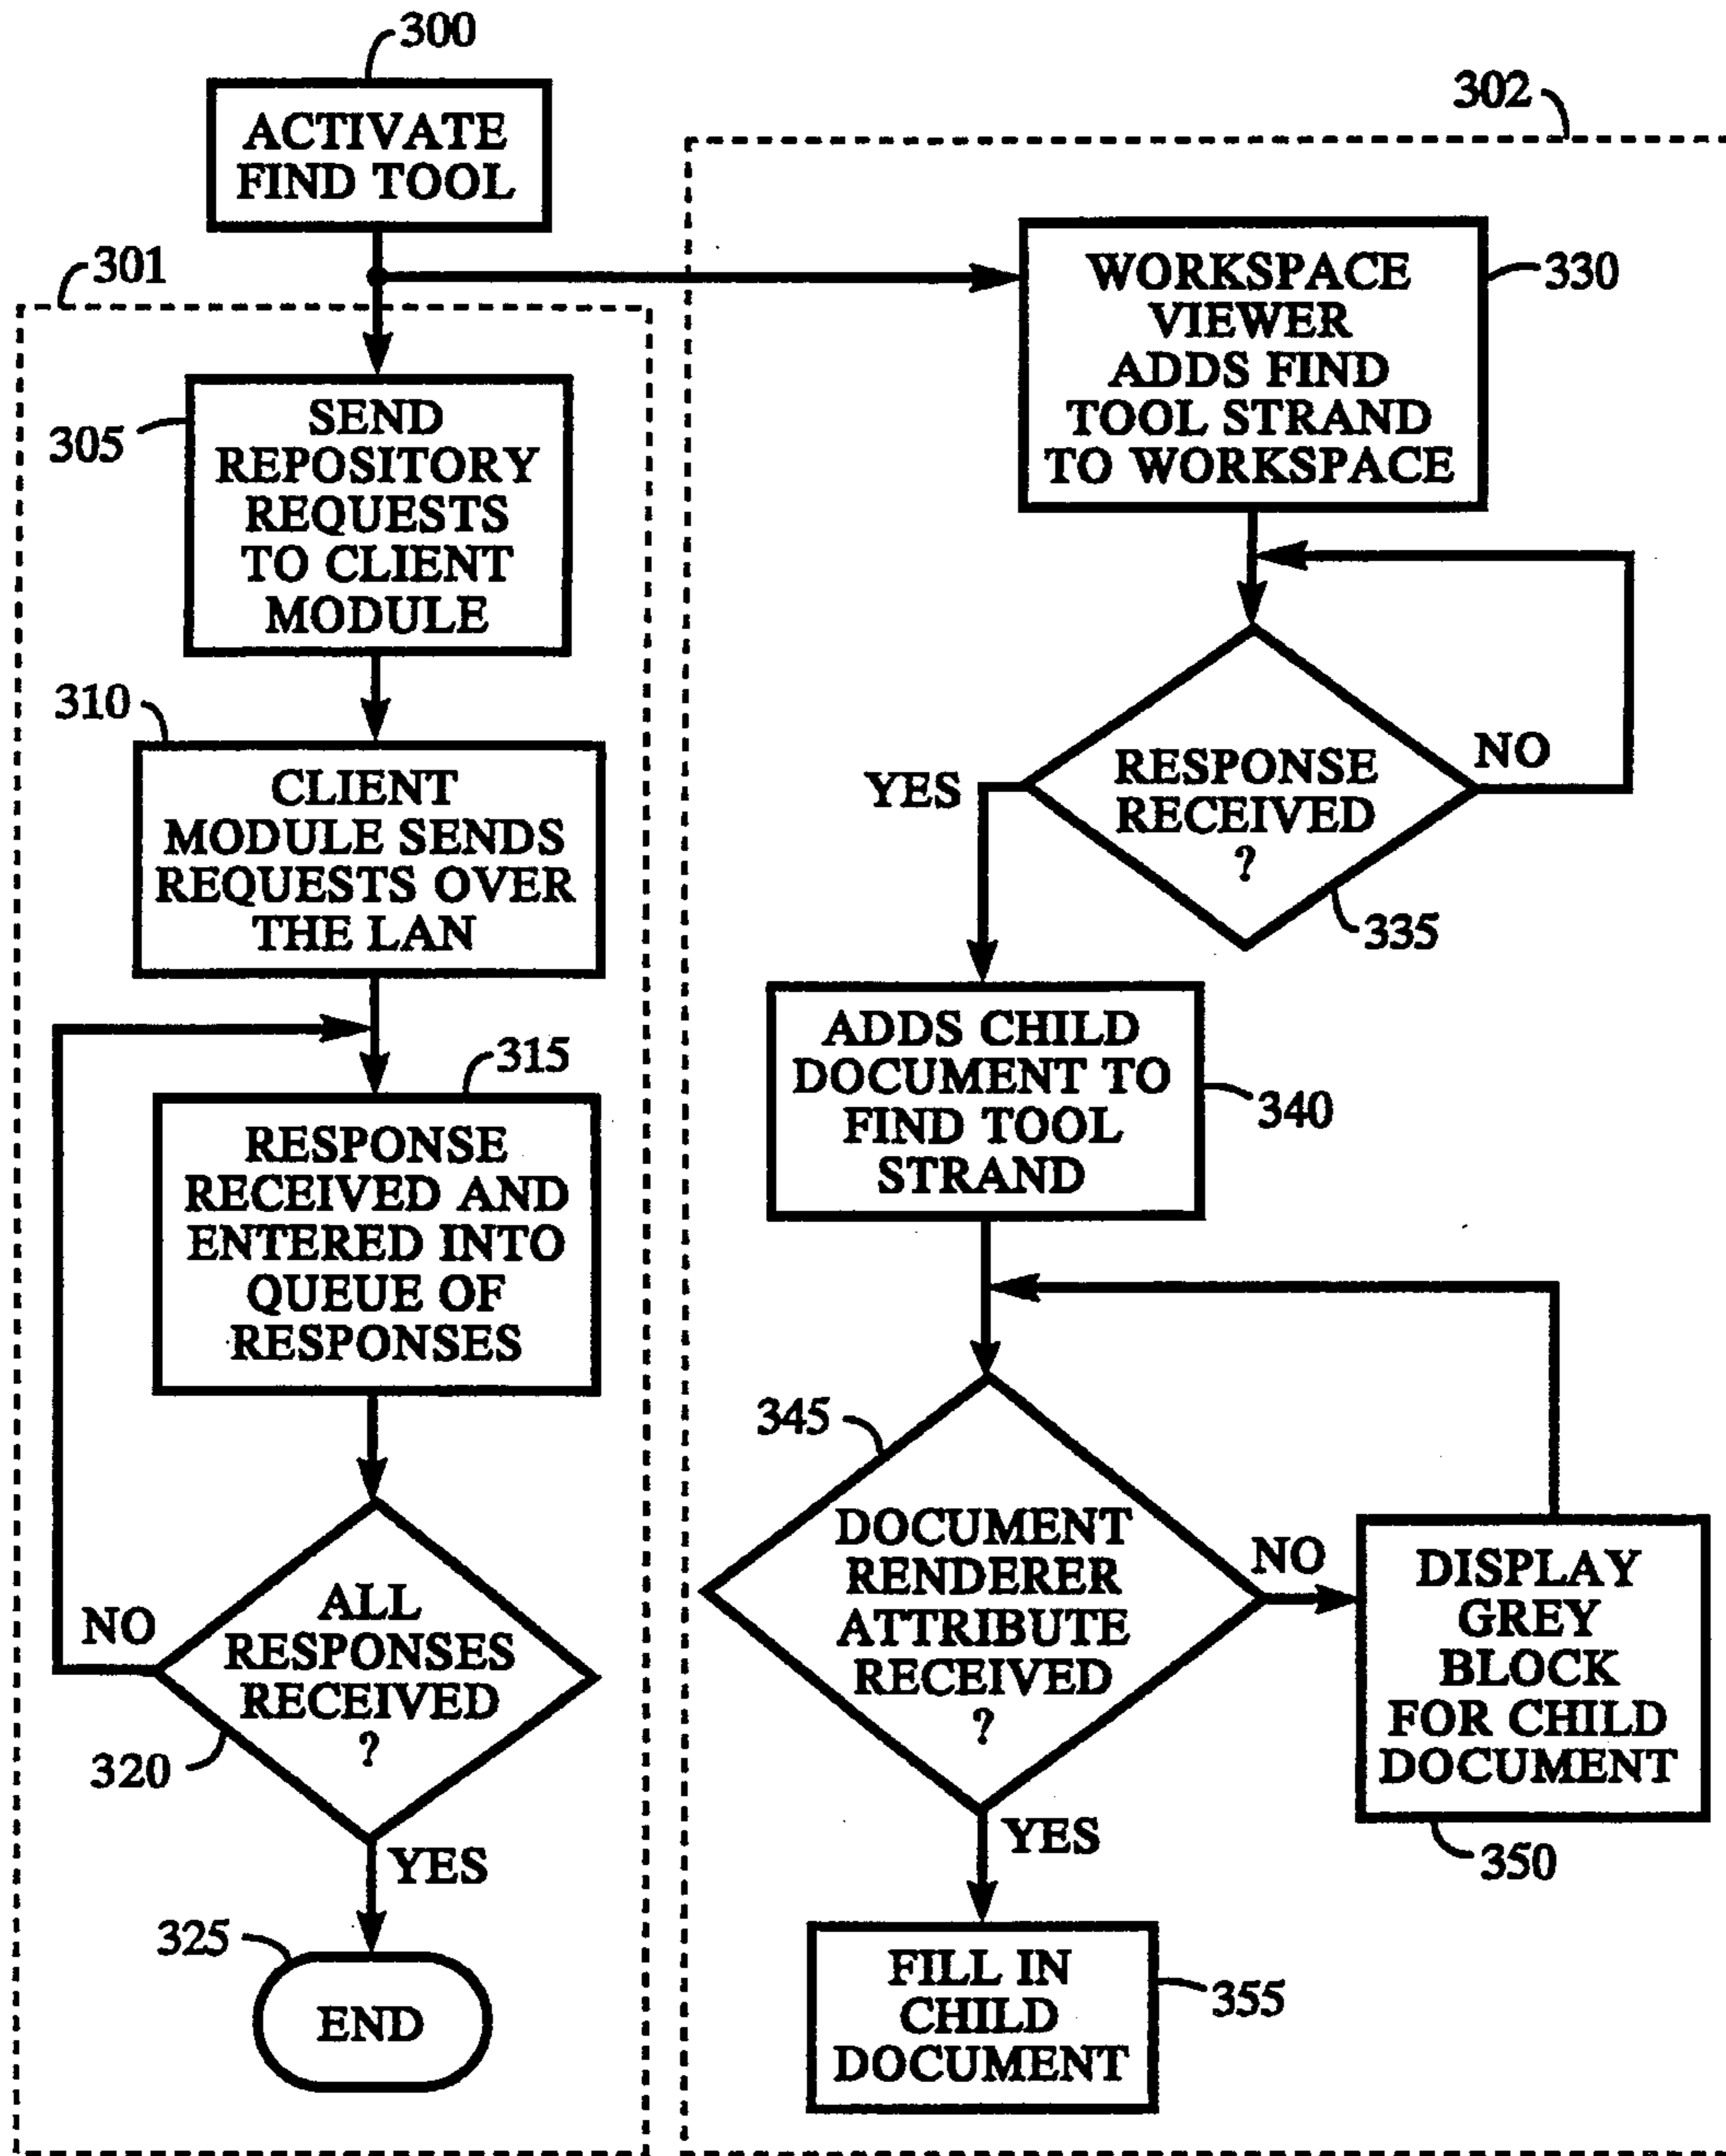 300
ACTIVATE
FIND TOOL
301
305
SEND
REPOSITORY
REQUESTS
TO CLIENT
MODULE
310
CLIENT
MODULE SENDS
REQUESTS OVER
THE LAN
315
RESPONSE
RECEIVED AND
ENTERED INTO
QUEUE OF
RESPONSES
NO
ALL
RESPONSES
RECEIVED
?
320
YES
325
END
302
WORKSPACE
VIEWER
ADDS FIND
TOOL STRAND
TO WORKSPACE
330
YES
RESPONSE
RECEIVED
?
NO
335
ADDS CHILD
DOCUMENT TO
FIND TOOL
STRAND
340
345
DOCUMENT
RENDERER
ATTRIBUTE
RECEIVED
?
NO
DISPLAY
GREY
BLOCK
FOR CHILD
DOCUMENT
350
YES
FILL IN
CHILD
DOCUMENT
355